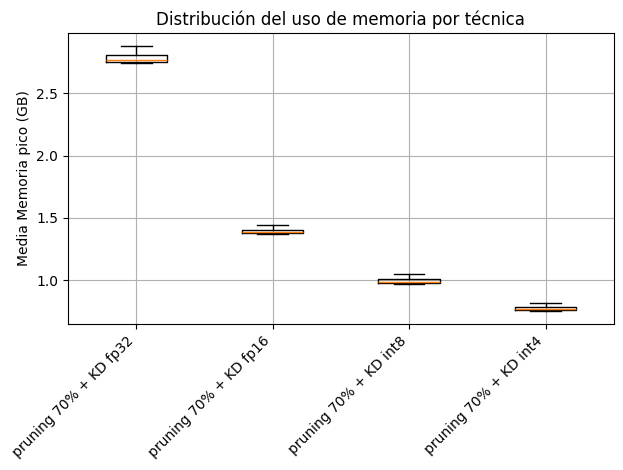 Distribución del uso de memoria por técnica
Media Memoria pico (GB)
2.5
2.0
1.5
1.0
pruning 70% + KD fp32
pruning 70% + KD fp16
pruning 70% + KD int8
pruning 70% + KD int4